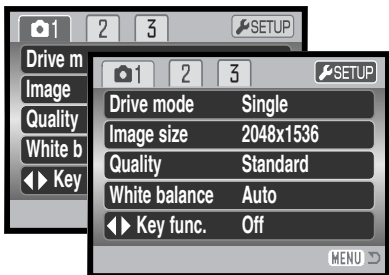 1 2 3 SETUP
Drive m
Image
Quality
White b
Key
1 2 3 SETUP
Drive mode Single
Image size 2048x1536
Quality Standard
White balance Auto
Key func. Off
MENU